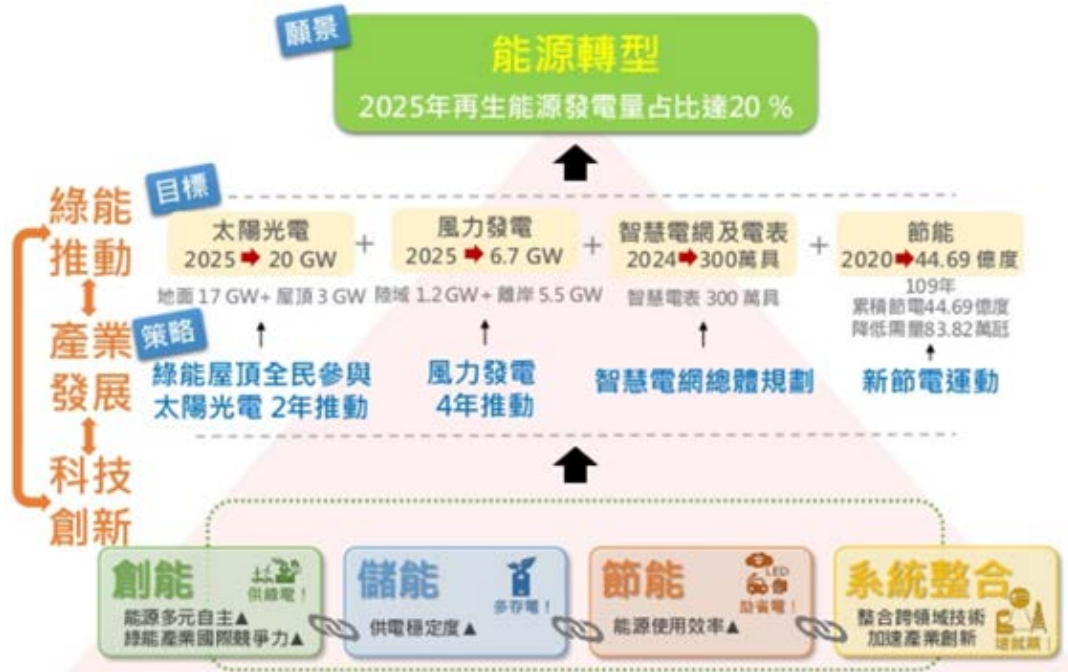 願景
能源轉型
2025年再生能源發電量占比達20 %
綠能
推動
產業
發展
科技
創新
目標
太陽光電
2025 ➡ 20 GW
地面 17 GW+ 屋頂 3 GW
+
風力發電
2025 ➡ 6.7 GW
陸域 1.2 GW+ 離岸 5.5 GW
+
智慧電網及電表
2024➡300萬具
智慧電表 300 萬具
+
節能
2020➡44.69 億度
109年
累積節電44.69億度
降低需量83.82萬瓩
策略
綠能屋頂全民參與
太陽光電 2年推動
風力發電
4年推動
智慧電網總體規劃
新節電運動
創能
供綠電！
能源多元自主▲
綠能產業國際競爭力▲
儲能
多存電！
供電穩定度▲
節能
LED
助省電！
能源使用效率▲
系統整合
整合跨領域技術
加速產業創新